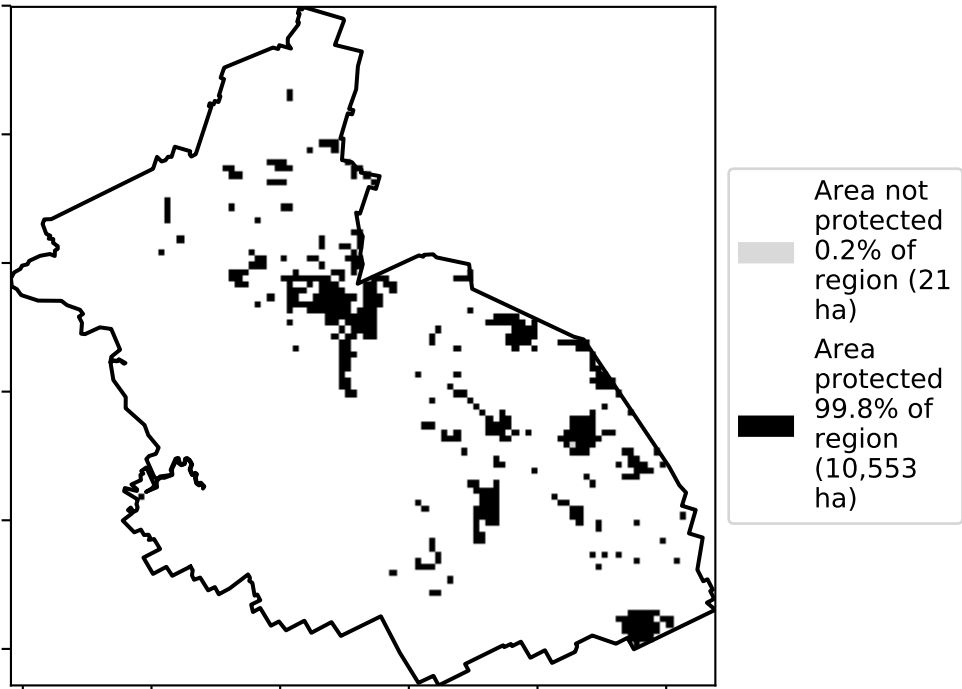 Area not
protected
0.2% of
region (21
ha)
Area
protected
99.8% of
region
(10,553
ha)